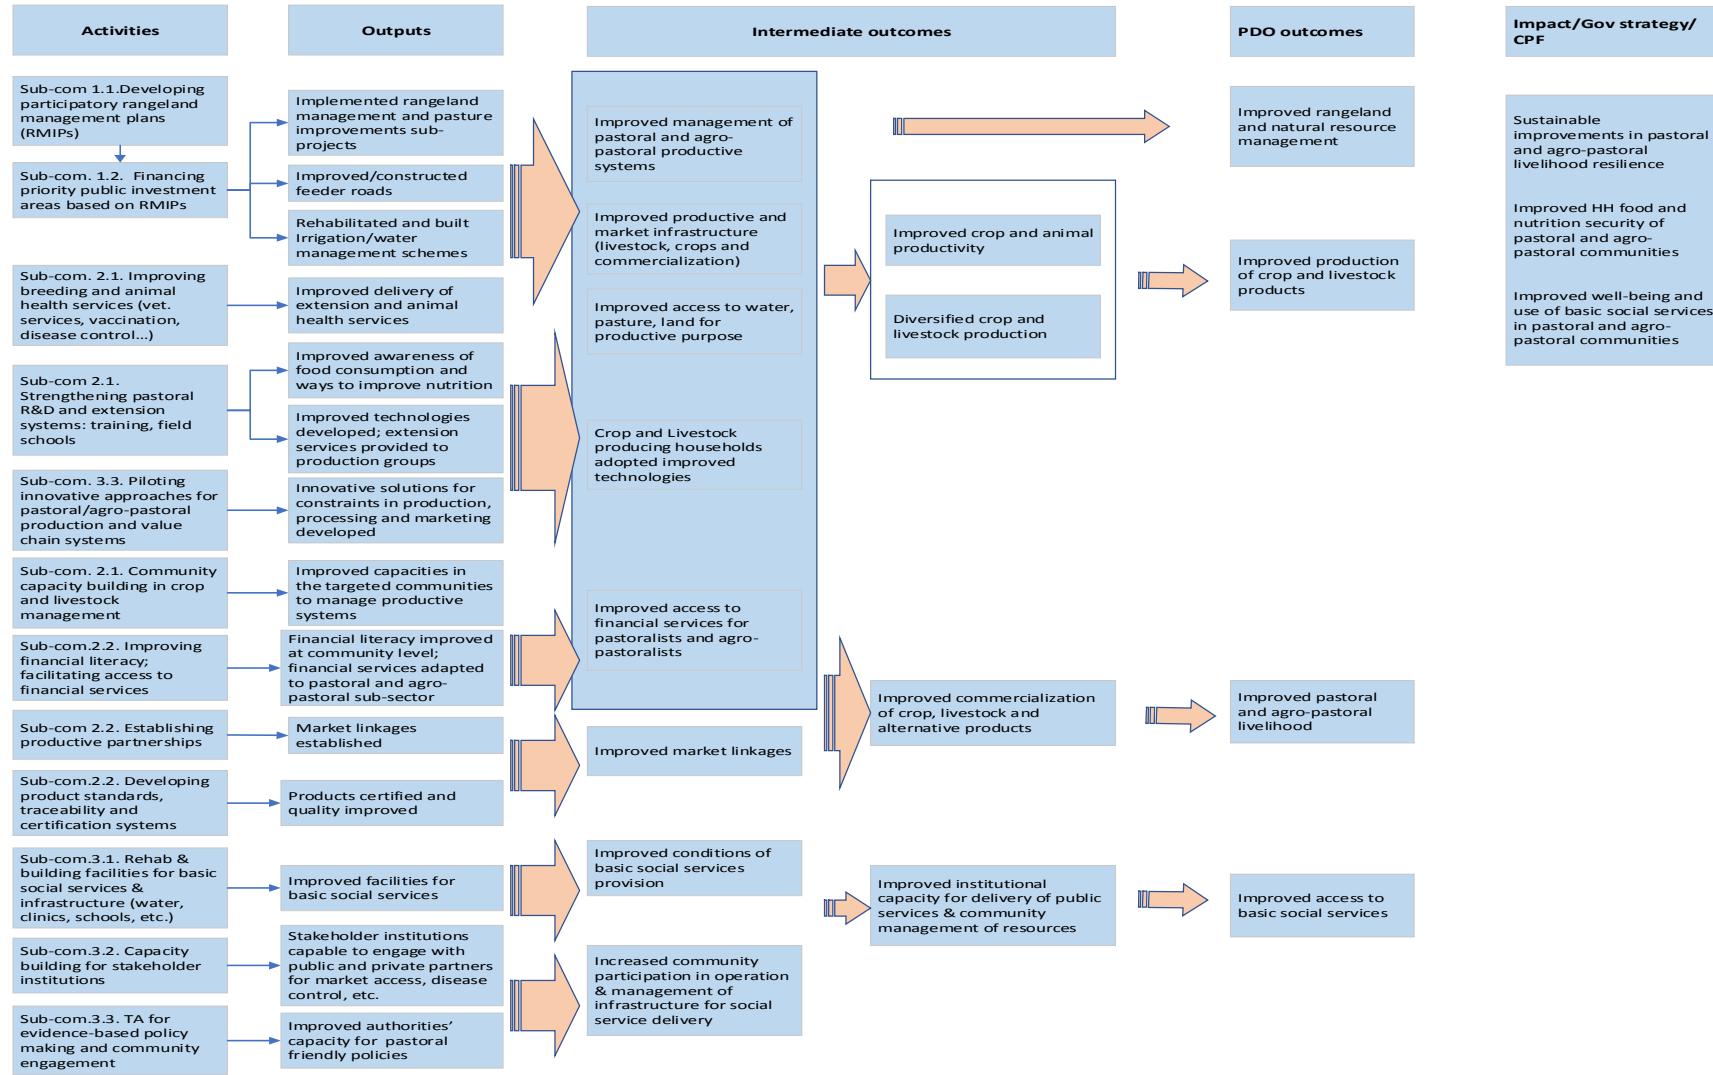 Activities
Outputs
Intermediate outcomes
PDO outcomes
Impact/Gov strategy/
CPF
Sub-com 1.1.Developing
participatory rangeland
management plans
(RMIPs)
Sub-com. 1.2.  Financing
priority public investment
areas based on RMIPs
Sub-com. 2.1. Improving
breeding and animal
health services (vet.
services, vaccination,
disease control...)
Sub-com 2.1.
Strengthening pastoral
R&D and extension
systems: training, field
schools
Sub-com. 3.3. Piloting
innovative approaches for
pastoral/agro-pastoral
production and value
chain systems
Sub-com. 2.1. Community
capacity building in crop
and livestock
management
Sub-com.2.2. Improving
financial literacy;
facilitating access to
financial services
Sub-com 2.2. Establishing
productive partnerships
Sub-com.2.2. Developing
product standards,
traceability and
certification systems
Sub-com.3.1. Rehab &
building facilities for basic
social services &
infrastructure (water,
clinics, schools, etc.)
Sub-com.3.2. Capacity
building for stakeholder
institutions
Sub-com.3.3. TA for
evidence-based policy
making and community
engagement
Implemented rangeland
management and pasture
improvements sub-
projects
Improved/constructed
feeder roads
Rehabilitated and built
Irrigation/water
management schemes
Improved delivery of
extension and animal
health services
Improved awareness of
food consumption and
ways to improve nutrition
Improved technologies
developed; extension
services provided to
production groups
Innovative solutions for
constraints in production,
processing and marketing
developed
Improved capacities in
the targeted communities
to manage productive
systems
Financial literacy improved
at community level;
financial services adapted
to pastoral and agro-
pastoral sub-sector
Market linkages
established
Products certified and
quality improved
Improved facilities for
basic social services
Stakeholder institutions
capable to engage with
public and private partners
for market access, disease
control, etc.
Improved authorities’
capacity for  pastoral
friendly policies
Improved management of
pastoral and agro-
pastoral productive
systems
Improved productive and
market infrastructure
(livestock, crops and
commercialization)
Improved access to water,
pasture, land for
productive purpose
Crop and Livestock
producing households
adopted improved
technologies
Improved access to
financial services for
pastoralists and agro-
pastoralists
Improved market linkages
Improved conditions of
basic social services
provision
Increased community
participation in operation
& management of
infrastructure for social
service delivery
Improved crop and animal
productivity
Diversified crop and
livestock production
Improved commercialization
of crop, livestock and
alternative products
Improved institutional
capacity for delivery of public
services & community
management of resources
Improved rangeland
and natural resource
management
Improved production
of crop and livestock
products
Improved pastoral
and agro-pastoral
livelihood
Improved access to
basic social services
Sustainable
improvements in pastoral
and agro-pastoral
livelihood resilience
Improved HH food and
nutrition security of
pastoral and agro-
pastoral communities
Improved well-being and
use of basic social services
in pastoral and agro-
pastoral communities